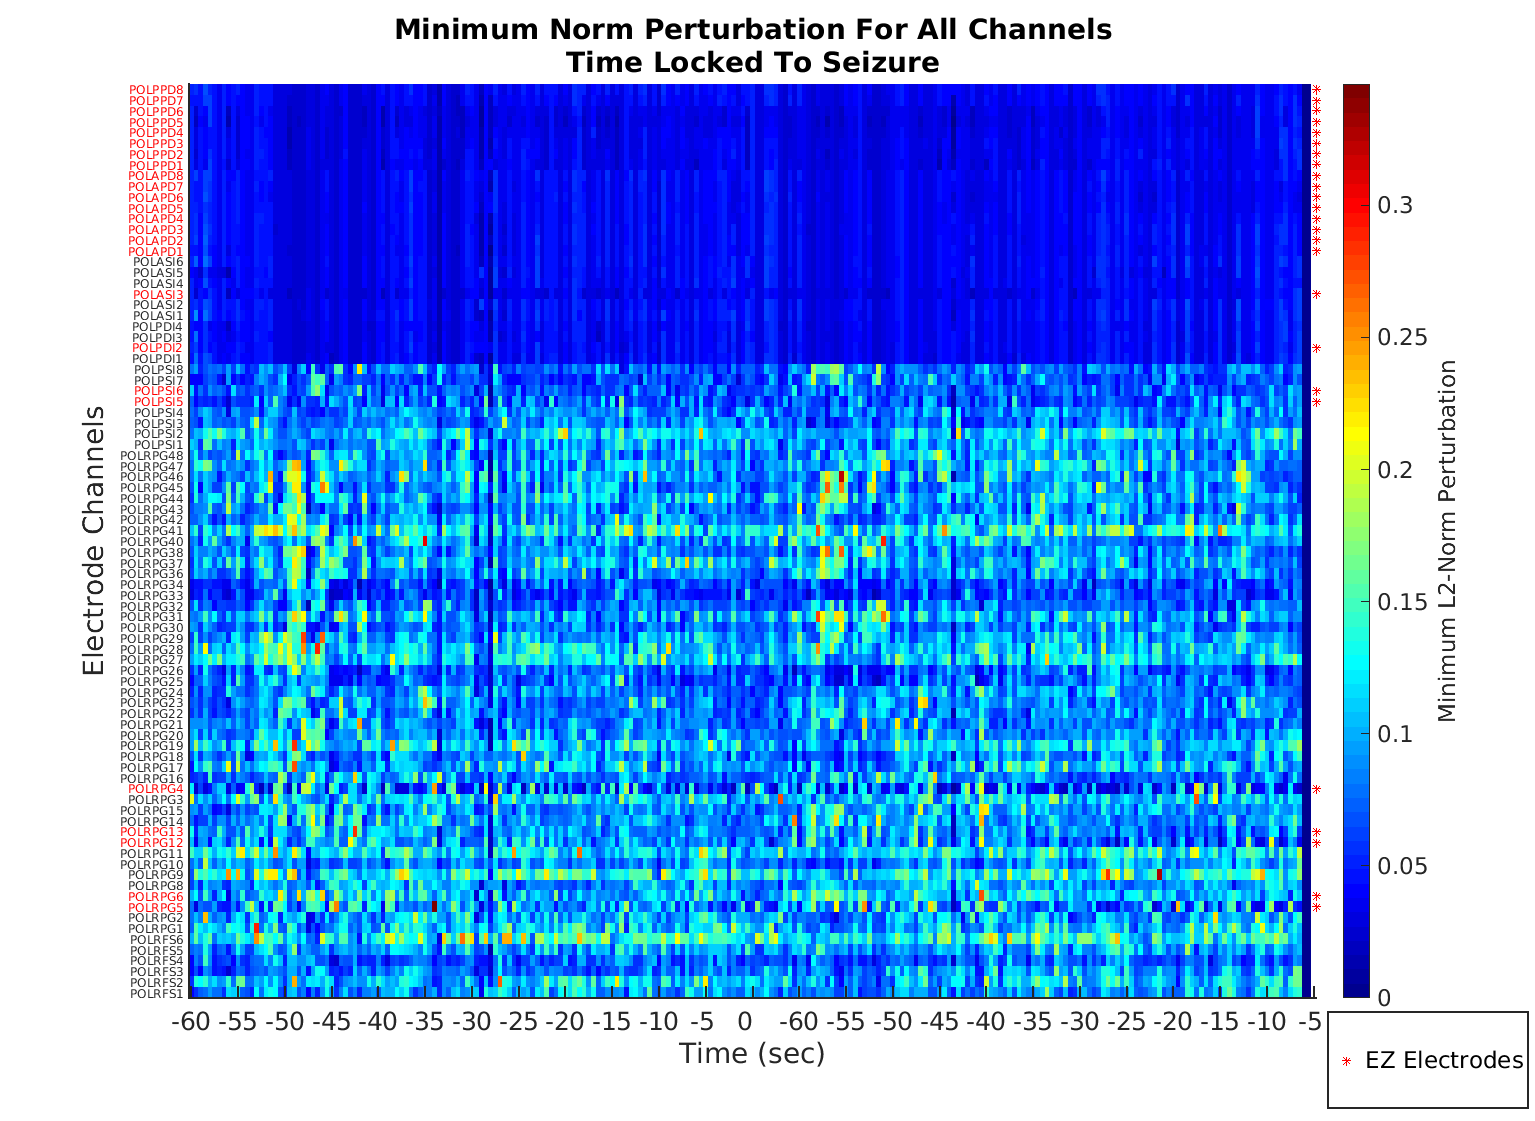 Minimum Norm Perturbation For All Channels
Time Locked To Seizure
POLPPD8
POLPPD7
POLPPD6
POLPPD5
POLPPD4
POLPPD3
POLPPD2
POLPPD1
POLAPD8
POLAPD7
POLAPD6
POLAPD5
POLAPD4
POLAPD3
POLAPD2
POLAPD1
POLASI6
POLASI5
POLASI4
POLASI3
POLASI2
POLASI1
POLPDI4
POLPDI3
POLPDI2
POLPDI1
POLPSI8
POLPSI7
POLPSI6
POLPSI5
POLPSI4
POLPSI3
POLPSI2
POLPSI1
POLRPG48
POLRPG47
POLRPG46
POLRPG45
POLRPG44
POLRPG43
POLRPG42
POLRPG41
POLRPG40
POLRPG38
POLRPG37
POLRPG36
POLRPG34
POLRPG33
POLRPG32
POLRPG31
POLRPG30
POLRPG29
POLRPG28
POLRPG27
POLRPG26
POLRPG25
POLRPG24
POLRPG23
POLRPG22
POLRPG21
POLRPG20
POLRPG19
POLRPG18
POLRPG17
POLRPG16
POLRPG4
POLRPG3
POLRPG15
POLRPG14
POLRPG13
POLRPG12
POLRPG11
POLRPG10
POLRPG9
POLRPG8
POLRPG6
POLRPG5
POLRPG2
POLRPG1
POLRFS6
POLRFS5
POLRFS4
POLRFS3
POLRFS2
POLRFS1
Electrode Channels
-60 -55 -50 -45 -40 -35 -30 -25 -20 -15 -10 -5 0 -60 -55 -50 -45 -40 -35 -30 -25 -20 -15 -10 -5
Time (sec)
0.3
0.25
0.2
0.15
0.1
0.05
0
Minimum L2-Norm Perturbation
EZ Electrodes